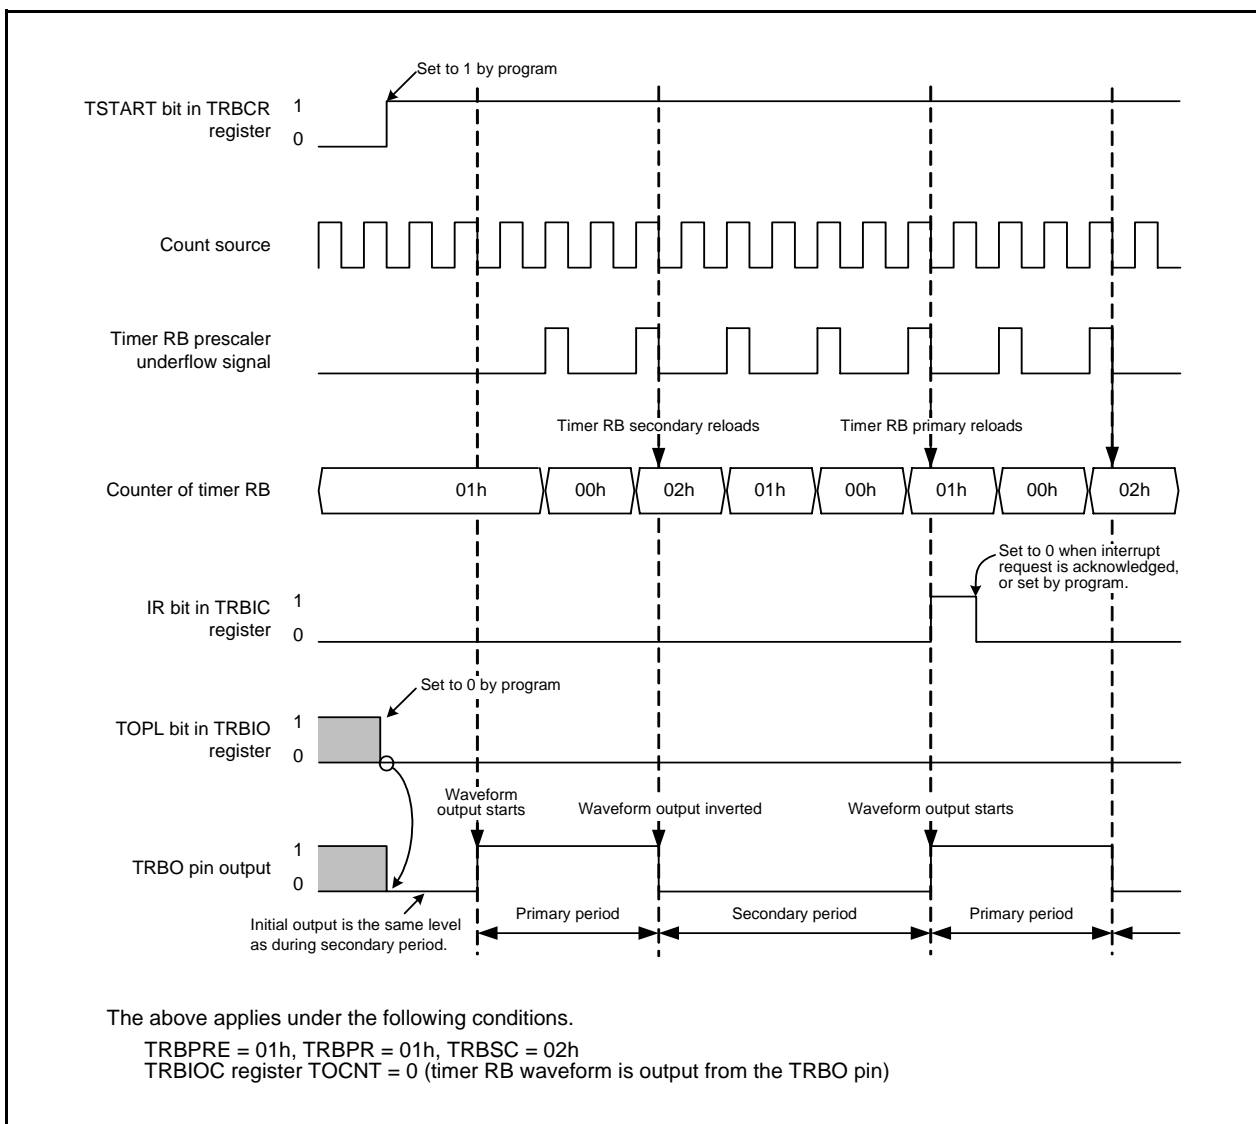 Set to 1 by program
TSTART bit in TRBCR
register
1
0
Count source
Timer RB prescaler
underflow signal
Timer RB secondary reloads
Timer RB primary reloads
Counter of timer RB
01h
00h
02h
01h
00h
01h
00h
02h
Set to 0 when interrupt
request is acknowledged,
or set by program.
IR bit in TRBIC
register
1
0
Set to 0 by program
TOPL bit in TRBIO
register
1
0
Waveform
output starts
Waveform output inverted
Waveform output starts
TRBO pin output
1
0
Initial output is the same level
as during secondary period.
Primary period
Secondary period
Primary period
The above applies under the following conditions.
TRBPRE = 01h, TRBPR = 01h, TRBSC = 02h
TRBIOC register TOCNT = 0 (timer RB waveform is output from the TRBO pin)